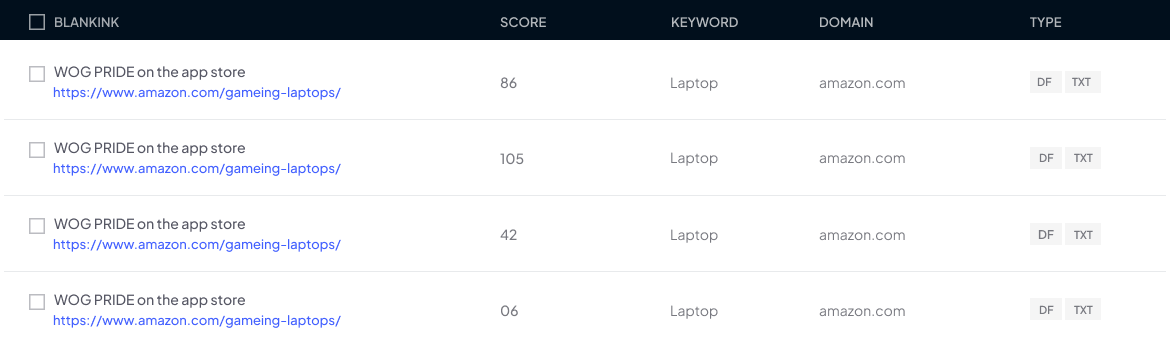 BLANKINK SCORE KEYWORD DOMAIN TYPE
WOG PRIDE on the app store
https://www.amazon.com/gameing-laptops/
86 Laptop amazon.com DF TXT
WOG PRIDE on the app store
https://www.amazon.com/gameing-laptops/
105 Laptop amazon.com DF TXT
WOG PRIDE on the app store
https://www.amazon.com/gameing-laptops/
42 Laptop amazon.com DF TXT
WOG PRIDE on the app store
https://www.amazon.com/gameing-laptops/
06 Laptop amazon.com DF TXT